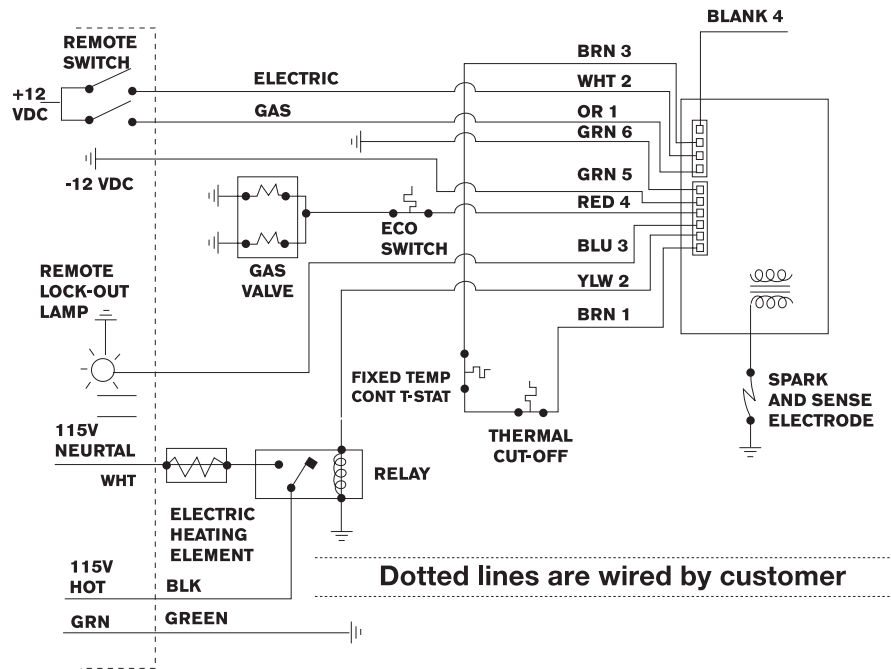 BLANK 4
REMOTE
SWITCH
+12
VDC
ELECTRIC
GAS
BRN 3
WHT 2
OR 1
GRN 6
-12 VDC
GRN 5
RED 4
ECO
SWITCH
BLU 3
GAS
VALVE
YLW 2
REMOTE
LOCK-OUT
LAMP
BRN 1
FIXED TEMP
CONT T-STAT
THERMAL
CUT-OFF
SPARK
AND SENSE
ELECTRODE
115V
NEURTAL
WHT
RELAY
ELECTRIC
HEATING
ELEMENT
115V
HOT
BLK
GRN
GREEN
Dotted lines are wired by customer